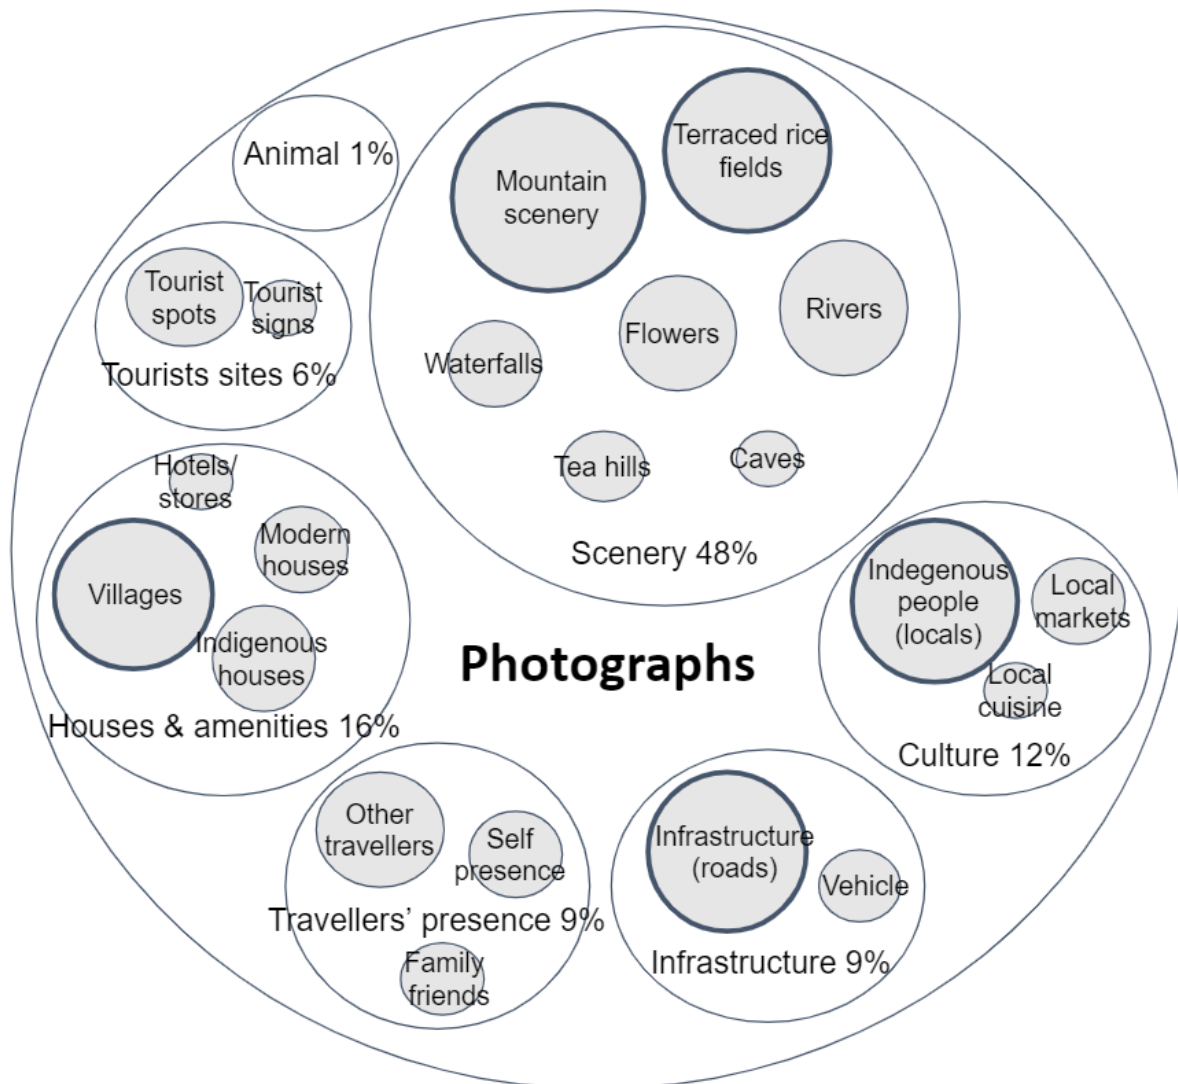 Animal 1%
Terraced rice
fields
Mountain
scenery
Tourist
spots
Tourist
signs
Tourists sites 6%
Rivers
Flowers
Waterfalls
Tea hills
Caves
Scenery 48%
Hotels/
stores
Modern
houses
Villages
Indigenous
houses
Houses & amenities 16%
Photographs
Indegenous
people
(locals)
Local
markets
Local
cuisine
Culture 12%
Other
travellers
Self
presence
Travellers’ presence 9%
Family
friends
Infrastructure
(roads)
Vehicle
Infrastructure 9%